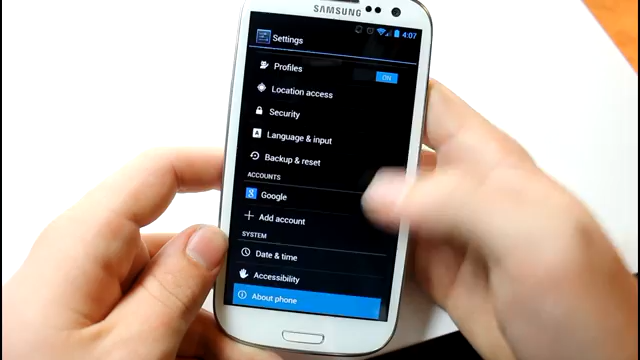 SAMSUNG
4:07
Settings
Profiles
ON
Location access
Security
A Language & input
Backup & reset
ACCOUNTS
g Google
Add account
SYSTEM
Date & time
Accessibility
About phone